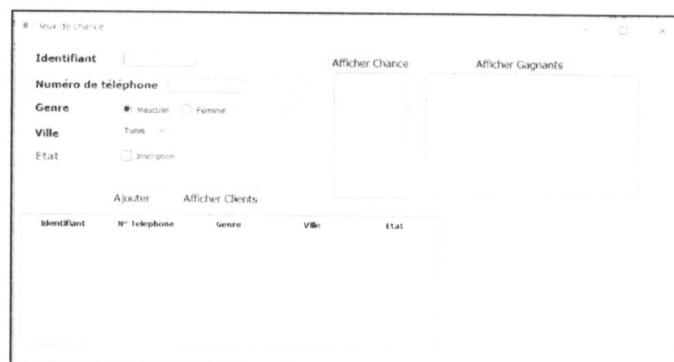 Jeux de chance
Identifiant
Numéro de téléphone
Genre
Masculin
Féminin
Ville
Tunis
Etat
Inscription
Afficher Chance
Afficher Gagnants
Ajouter
Afficher Clients
Identifiant N° Telephone Genre Ville Etat